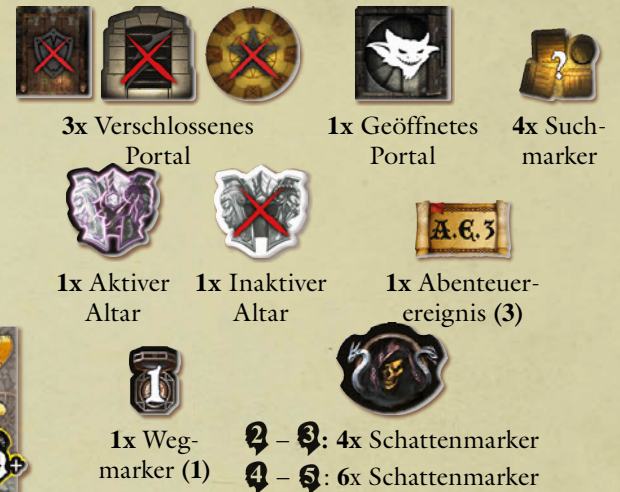 3x Verschlossenes
Portal
1x Geöffnetes
Portal
?
4x Such-
marker
1x Aktiver
Altar
1x Inaktiver
Altar
A.E.3
1x Abenteuer-
ereignis (3)
1
1x Weg-
marker (1)
2 – 3: 4x Schattenmarker
4 – 5: 6x Schattenmarker